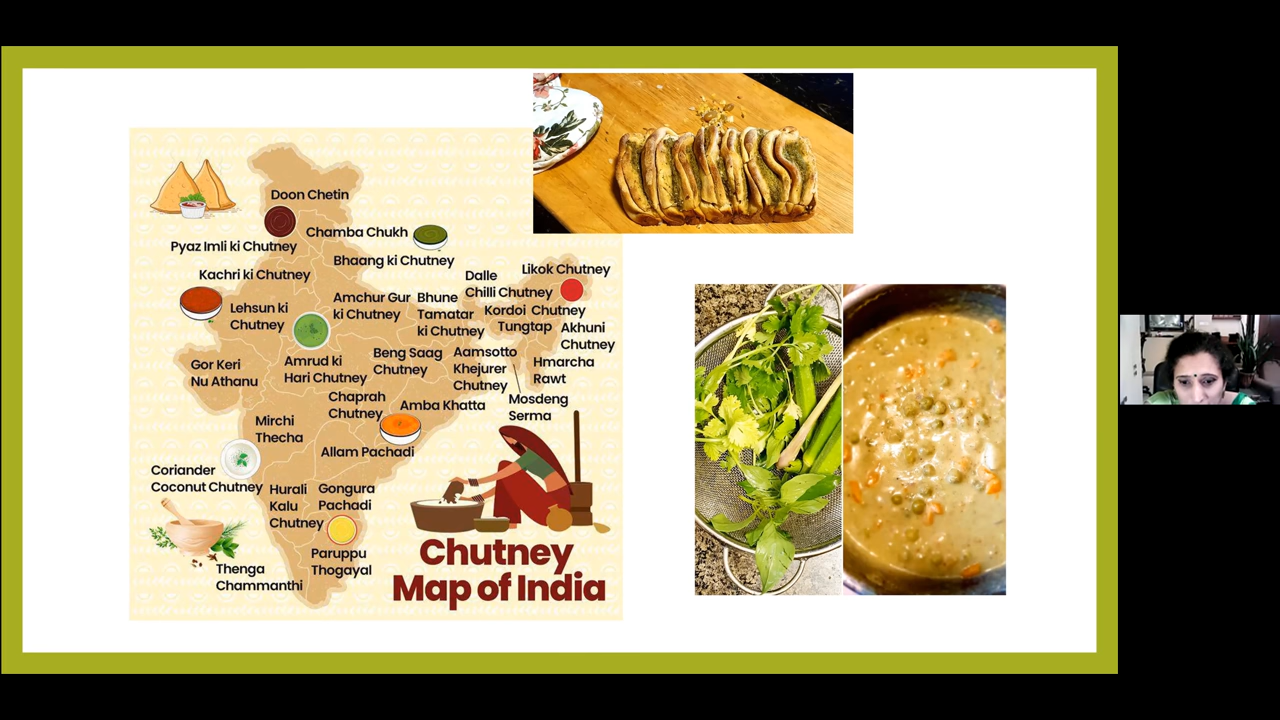 Doon Chetin
Chamba Chukh
Pyaz Imli ki Chutney
Bhaang ki Chutney
Kachri ki Chutney
Likok Chutney
Dalle
Chilli Chutney
Lehsun ki
Chutney
Amchur Gur
ki Chutney
Bhune
Tamatar
ki Chutney
Kordoi Chutney
Tungtap
Akhuni
Chutney
Gor Keri
Nu Athanu
Amrud ki
Hari Chutney
Beng Saag
Chutney
Aamsotto
Khejurer
Chutney
Hmarcha
Rawt
Chaprah
Chutney
Amba Khatta
Mosdeng
Serma
Mirchi
Thecha
Allam Pachadi
Coriander
Coconut Chutney
Hurali
Kalu
Chutney
Gongura
Pachadi
Paruppu
Thogayal
Thenga
Chammanthi
Chutney
Map of India